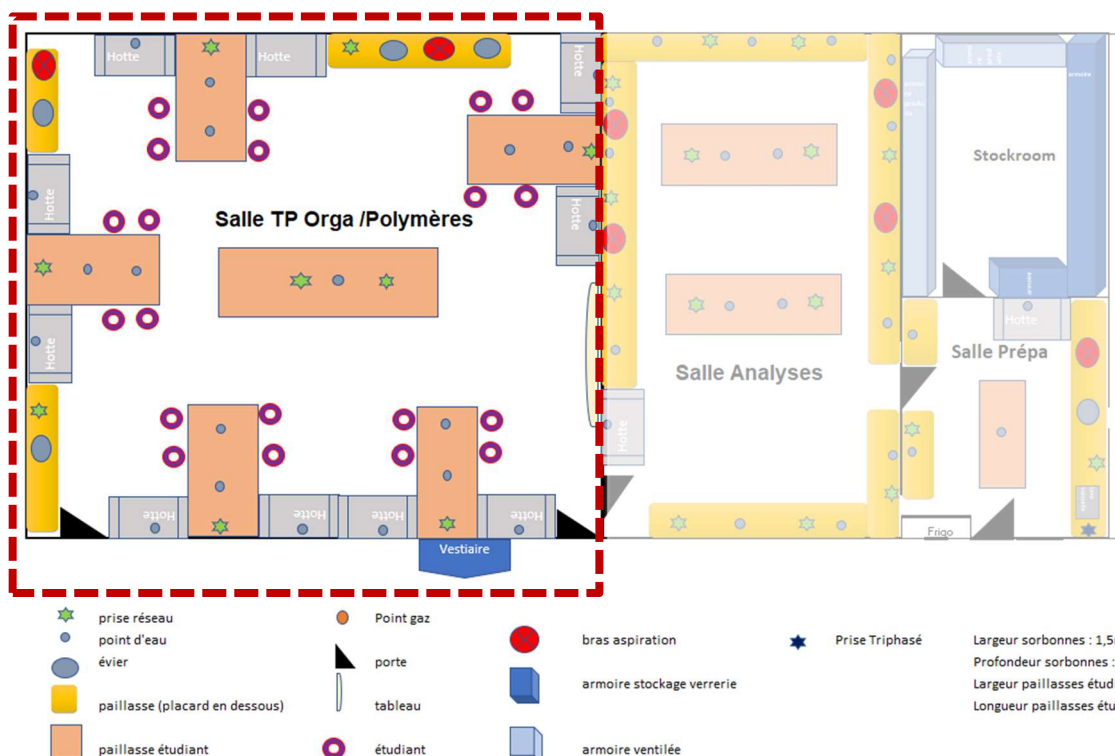 Hotte
Hotte
Hotte
Hotte
Salle TP Orga /Polymères
Hotte
Hotte
Hotte
Hotte
Hotte
Hotte
Vestiaire
Salle Analyses
Hotte
Stockroom
armoire
Hotte
Salle Prépa
Frigo
prise réseau
point d'eau
évier
paillasse (placard en dessous)
paillasse étudiant
Point gaz
porte
tableau
étudiant
bras aspiration
armoire stockage verrerie
armoire ventilée
Prise Triphasé
Largeur sorbonnes : 1,5
Profondeur sorbonnes :
Largeur paillasses étud
Longueur paillasses étu